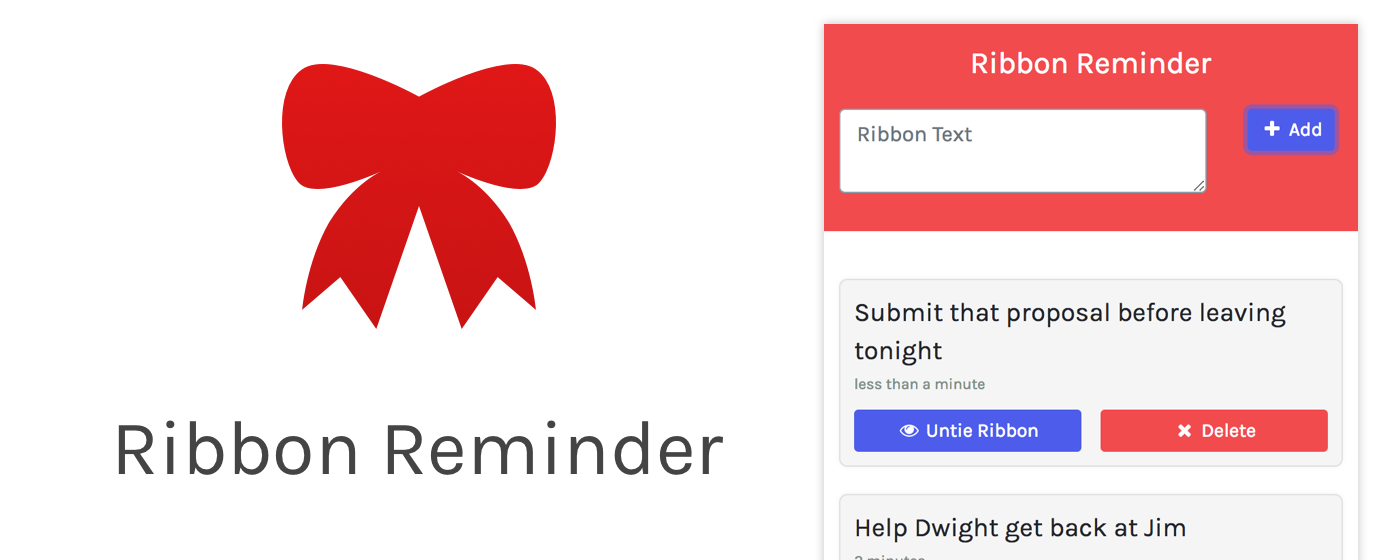 Ribbon Reminder
Ribbon Reminder
Ribbon Text
Add
Submit that proposal before leaving
tonight
less than a minute
Untie Ribbon
Delete
Help Dwight get back at Jim